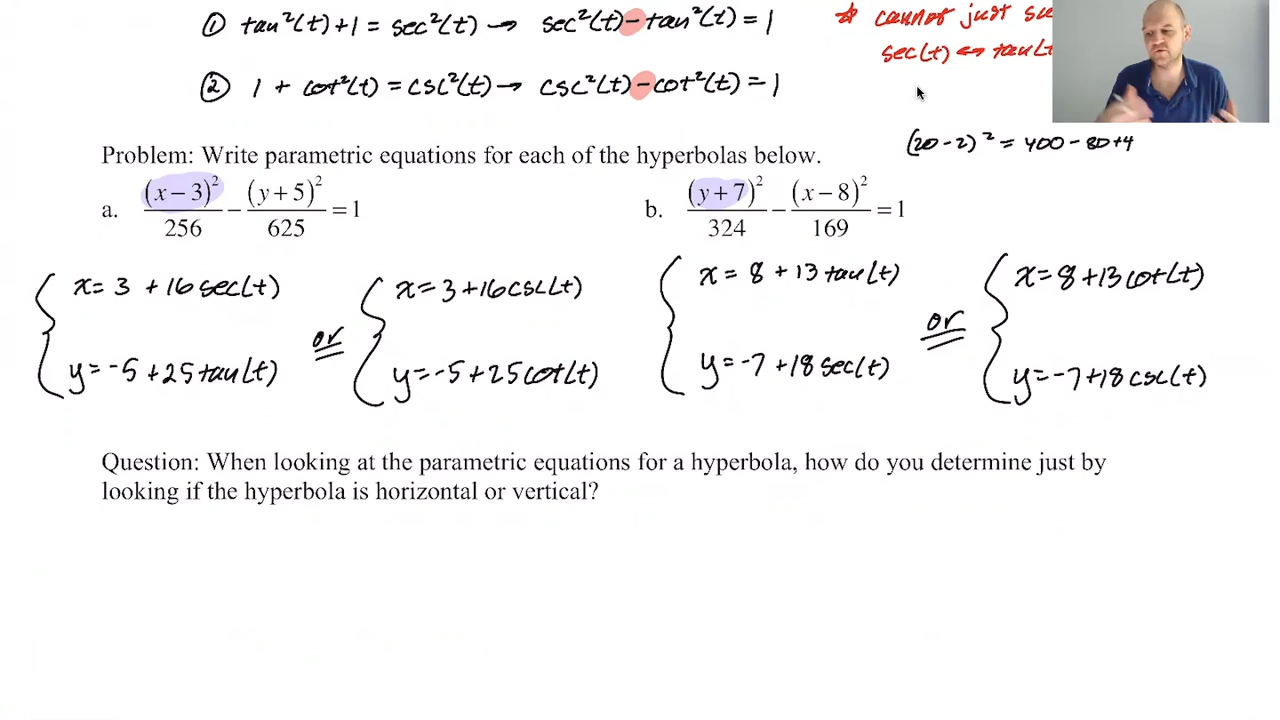 ① tan²(t)+1 = sec²(t) → sec²(t)-tan²(t) = 1
* cannot just
sec(t) ↔ tan(t
② 1 + cot²(t) = csc²(t) → csc²(t)-cot²(t) = 1
(20-2)² = 400-80+4
Problem: Write parametric equations for each of the hyperbolas below.
a. (x-3)²/256 - (y+5)²/625 = 1
b. (y+7)²/324 - (x-8)²/169 = 1
x = 3 + 16 sec(t) or x = 3 + 16 csc(t)
y = -5 + 25 tan(t) y = -5 + 25 cot(t)
x = 8 + 13 tan(t) or x = 8 + 13 cot(t)
y = -7 + 18 sec(t) y = -7 + 18 csc(t)
Question: When looking at the parametric equations for a hyperbola, how do you determine just by
looking if the hyperbola is horizontal or vertical?